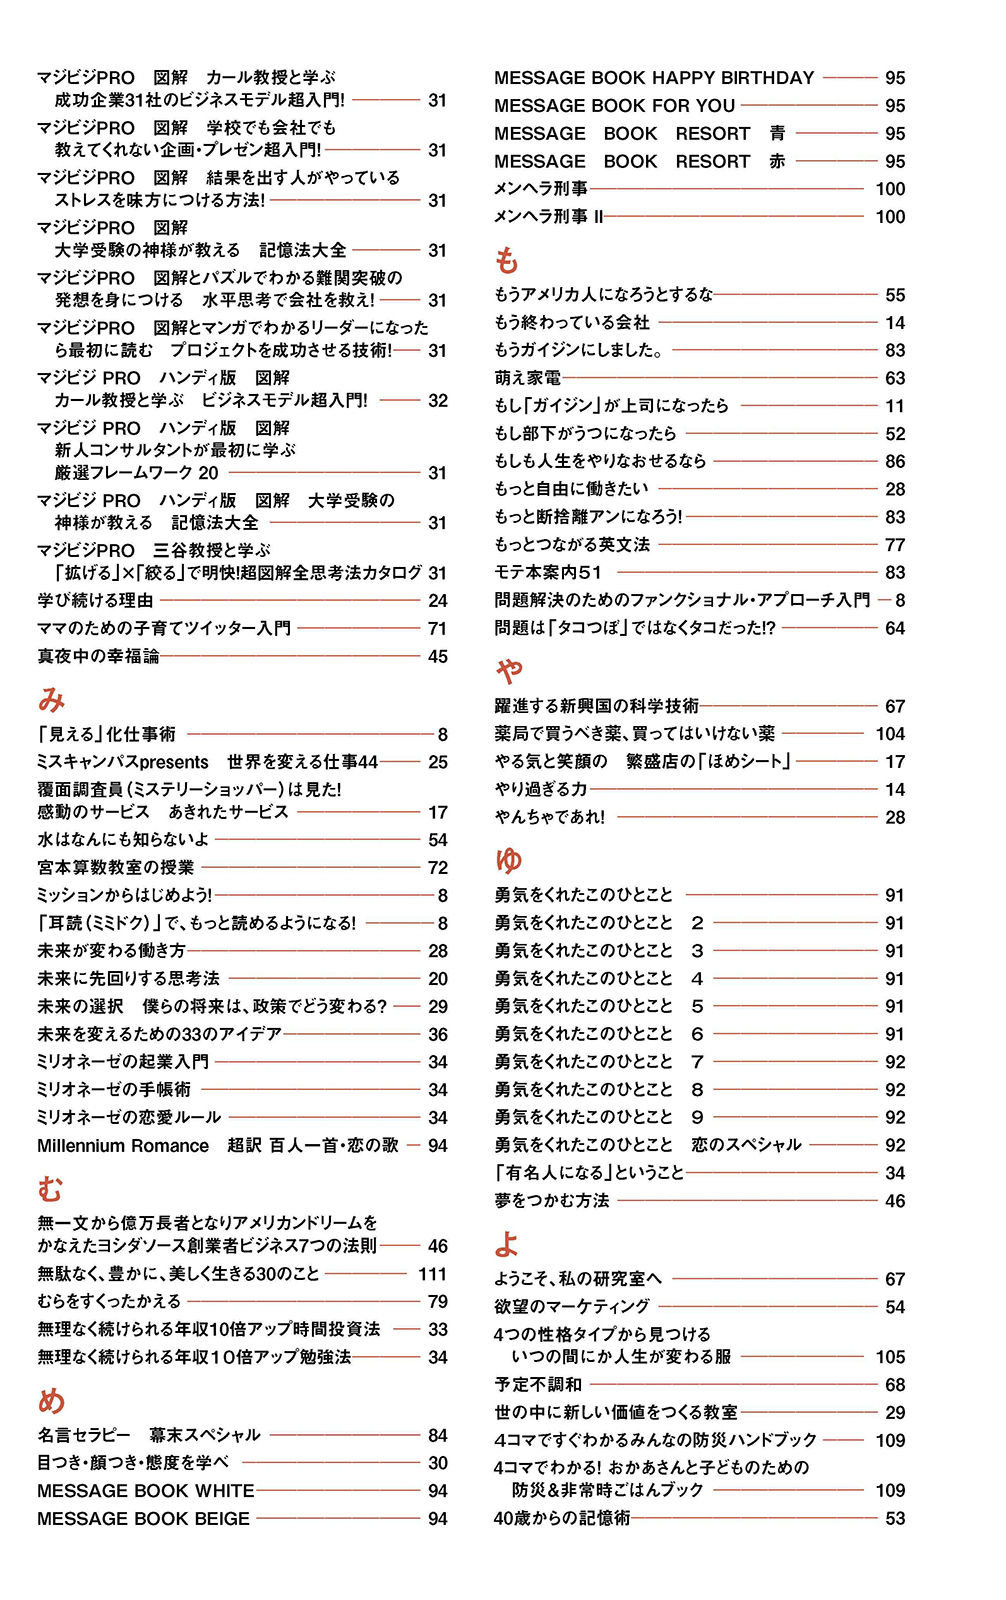 マジビジPRO　図解　カール教授と学ぶ
成功企業31社のビジネスモデル超入門! 31
マジビジPRO　図解　学校でも会社でも
教えてくれない企画・プレゼン超入門! 31
マジビジPRO　図解　結果を出す人がやっている
ストレスを味方につける方法! 31
マジビジPRO　図解
大学受験の神様が教える　記憶法大全 31
マジビジPRO　図解とパズルでわかる難関突破の
発想を身につける　水平思考で会社を救え! 31
マジビジPRO　図解とマンガでわかるリーダーになった
ら最初に読む　プロジェクトを成功させる技術! 31
マジビジ PRO　ハンディ版　図解
カール教授と学ぶ　ビジネスモデル超入門! 32
マジビジ PRO　ハンディ版　図解
新人コンサルタントが最初に学ぶ
厳選フレームワーク 20 31
マジビジ PRO　ハンディ版　図解　大学受験の
神様が教える　記憶法大全 31
マジビジPRO　三谷教授と学ぶ
「拡げる」×「絞る」で明快!超図解全思考法カタログ 31
学び続ける理由 24
ママのための子育てツイッター入門 71
真夜中の幸福論 45
み
「見える」化仕事術 8
ミスキャンパスpresents　世界を変える仕事44 25
覆面調査員（ミステリーショッパー）は見た!
感動のサービス　あきれたサービス 17
水はなんにも知らないよ 54
宮本算数教室の授業 72
ミッションからはじめよう! 8
「耳読（ミミドク）」で、もっと読めるようになる! 8
未来が変わる働き方 28
未来に先回りする思考法 20
未来の選択　僕らの将来は、政策でどう変わる? 29
未来を変えるための33のアイデア 36
ミリオネーゼの起業入門 34
ミリオネーゼの手帳術 34
ミリオネーゼの恋愛ルール 34
Millennium Romance　超訳 百人一首・恋の歌 94
む
無一文から億万長者となりアメリカンドリームを
かなえたヨシダソース創業者ビジネス7つの法則 46
無駄なく、豊かに、美しく生きる30のこと 111
むらをすくったかえる 79
無理なく続けられる年収10倍アップ時間投資法 33
無理なく続けられる年収１０倍アップ勉強法 34
め
名言セラピー　幕末スペシャル 84
目つき・顔つき・態度を学べ 30
MESSAGE BOOK WHITE 94
MESSAGE BOOK BEIGE 94
MESSAGE BOOK HAPPY BIRTHDAY 95
MESSAGE BOOK FOR YOU 95
MESSAGE　BOOK　RESORT　青 95
MESSAGE　BOOK　RESORT　赤 95
メンヘラ刑事 100
メンヘラ刑事 II 100
も
もうアメリカ人になろうとするな 55
もう終わっている会社 14
もうガイジンにしました。 83
萌え家電 63
もし「ガイジン」が上司になったら 11
もし部下がうつになったら 52
もしも人生をやりなおせるなら 86
もっと自由に働きたい 28
もっと断捨離アンになろう! 83
もっとつながる英文法 77
モテ本案内５１ 83
問題解決のためのファンクショナル・アプローチ入門 8
問題は「タコつぼ」ではなくタコだった!? 64
や
躍進する新興国の科学技術 67
薬局で買うべき薬、買ってはいけない薬 104
やる気と笑顔の　繁盛店の「ほめシート」 17
やり過ぎる力 14
やんちゃであれ! 28
ゆ
勇気をくれたこのひとこと 91
勇気をくれたこのひとこと　２ 91
勇気をくれたこのひとこと　３ 91
勇気をくれたこのひとこと　４ 91
勇気をくれたこのひとこと　５ 91
勇気をくれたこのひとこと　６ 91
勇気をくれたこのひとこと　７ 92
勇気をくれたこのひとこと　８ 92
勇気をくれたこのひとこと　９ 92
勇気をくれたこのひとこと　恋のスペシャル 92
「有名人になる」ということ 34
夢をつかむ方法 46
よ
ようこそ、私の研究室へ 67
欲望のマーケティング 54
4つの性格タイプから見つける
いつの間にか人生が変わる服 105
予定不調和 68
世の中に新しい価値をつくる教室 29
４コマですぐわかるみんなの防災ハンドブック 109
4コマでわかる! おかあさんと子どものための
防災＆非常時ごはんブック 109
40歳からの記憶術 53